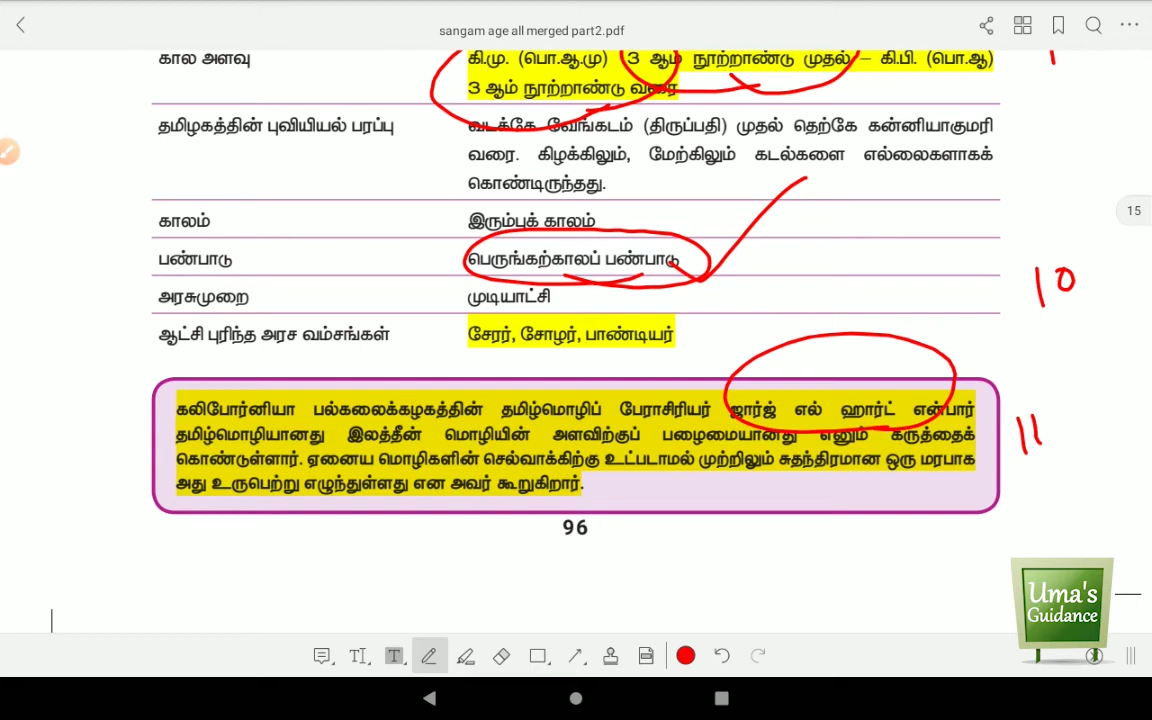 sangam age all merged part2.pdf
கால அளவு
கி.மு. (பொ.ஆ.மு) 3 ஆம் நூற்றாண்டு முதல் – கி.பி. (பொ.ஆ)
3 ஆம் நூற்றாண்டு வரை
தமிழகத்தின் புவியியல் பரப்பு
வடக்கே வேங்கடம் (திருப்பதி) முதல் தெற்கே கன்னியாகுமரி
வரை. கிழக்கிலும், மேற்கிலும் கடல்களை எல்லைகளாகக்
கொண்டிருந்தது.
15
காலம்
இரும்புக் காலம்
பண்பாடு
பெருங்கற்காலப் பண்பாடு
10
அரசுமுறை
முடியாட்சி
ஆட்சி புரிந்த அரச வம்சங்கள்
சேரர், சோழர், பாண்டியர்
கலிபோர்னியா பல்கலைக்கழகத்தின் தமிழ்மொழிப் பேராசிரியர் ஜார்ஜ் எல் ஹார்ட் என்பார்
தமிழ்மொழியானது இலத்தீன் மொழியின் அளவிற்குப் பழைமையானது எனும் கருத்தைக்
கொண்டுள்ளார். ஏனைய மொழிகளின் செல்வாக்கிற்கு உட்படாமல் முற்றிலும் சுதந்திரமான ஒரு மரபாக
அது உருபெற்று எழுந்துள்ளது என அவர் கூறுகிறார்.
11
96
Uma's
Guidance